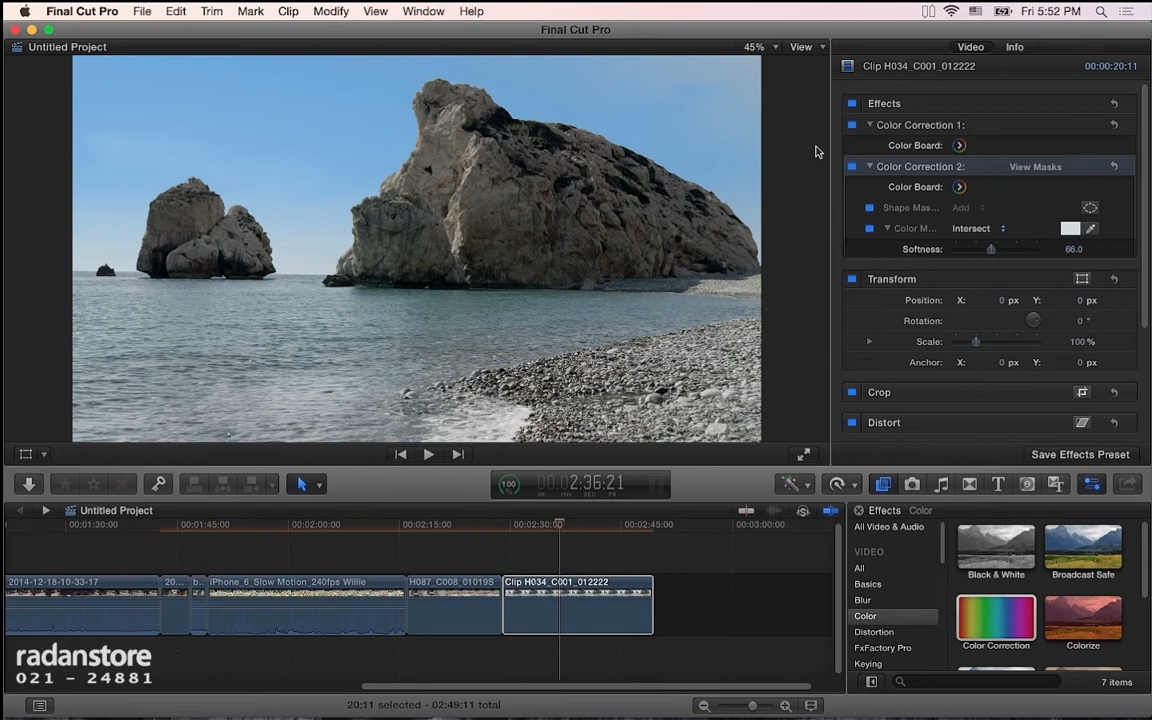 Final Cut Pro File Edit Trim Mark Clip Modify View Window Help Fri 5:52 PM
Final Cut Pro
Untitled Project 45% View Video Info
Clip H034_C001_012222 00:00:20:11
Effects
Color Correction 1:
Color Board:
Color Correction 2: View Masks
Color Board:
Shape Mas... Add
Color M... Intersect
Softness: 66.0
Transform
Position: X: 0 px Y: 0 px
Rotation: 0 °
Scale: 100 %
Anchor: X: 0 px Y: 0 px
Crop
Distort
Save Effects Preset
100 2:36:21
HR MIN SEC FR
Untitled Project Effects Color
00:01:30:00 00:01:45:00 00:02:00:00 00:02:15:00 00:02:30:00 00:02:45:00 00:03:00:00
2014-12-18-10-33-17 20... b... iPhone_6_Slow Motion_240fps Willie H087_C008_01019S Clip H034_C001_012222
All Video & Audio
VIDEO
All
Basics
Blur
Color
Distortion
FxFactory Pro
Keying
Black & White Broadcast Safe
Color Correction Colorize
7 items
radanstore
021 - 24881
20:11 selected - 02:49:11 total